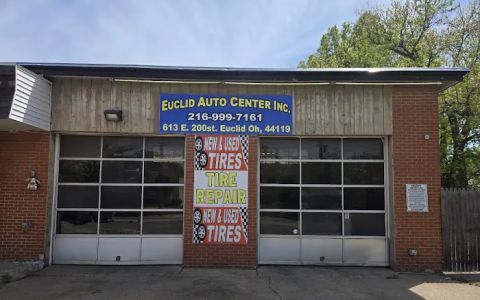 EUCLID AUTO CENTER INC.
216-999-7161
613 E. 200st. Euclid Oh, 44119
NEW & USED
TIRES
TIRE
REPAIR
NEW & USED
TIRES